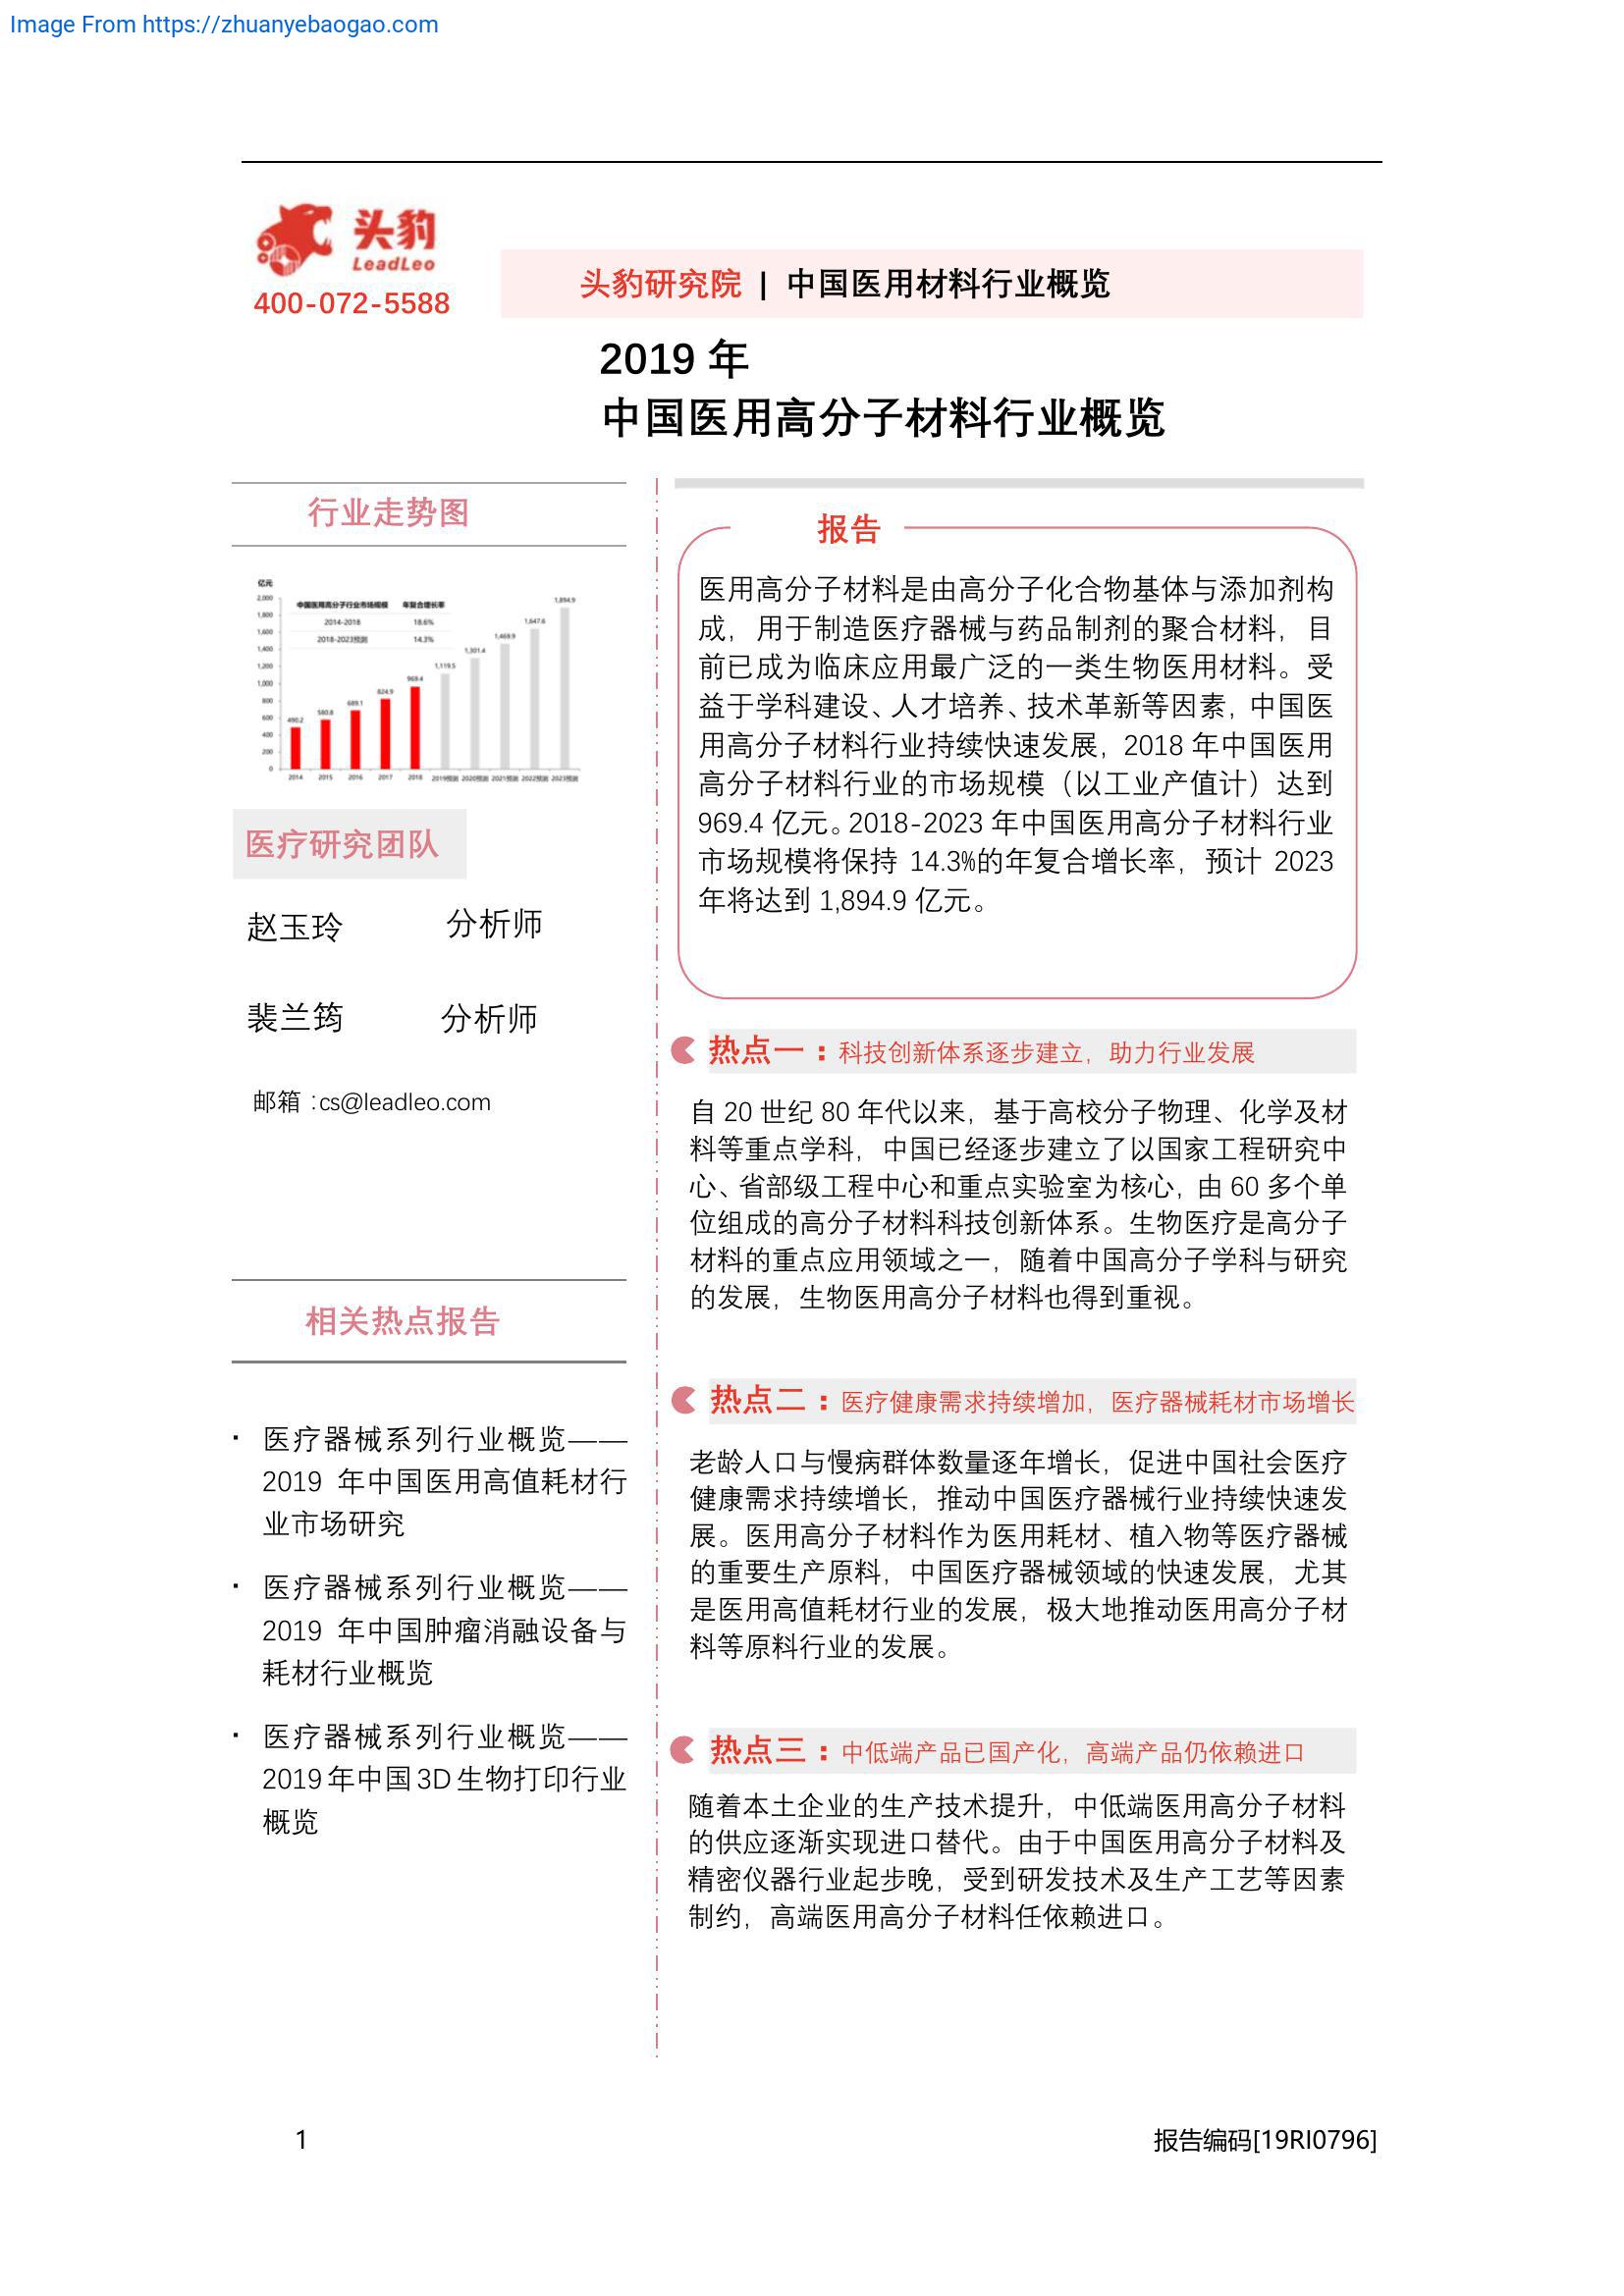 Image From https://zhuanyebaogao.com
头豹
LeadLeo
400-072-5588
头豹研究院 | 中国医用材料行业概览
2019 年
中国医用高分子材料行业概览
行业走势图
亿元
2,000
1,800
1,600
1,400
1,200
1,000
800
600
400
200
0
中国医用高分子行业市场规模 年复合增长率
2014-2018 18.6%
2018-2023预测 14.3%
490.2
580.8
689.1
824.9
969.4
1,119.5
1,301.4
1,469.9
1,647.6
1,894.9
2014 2015 2016 2017 2018 2019预测 2020预测 2021预测 2022预测 2023预测
医疗研究团队
赵玉玲 分析师
裴兰筠 分析师
邮箱 :cs@leadleo.com
相关热点报告
· 医疗器械系列行业概览——
2019 年中国医用高值耗材行
业市场研究
· 医疗器械系列行业概览——
2019 年中国肿瘤消融设备与
耗材行业概览
· 医疗器械系列行业概览——
2019年中国3D生物打印行业
概览
报告
医用高分子材料是由高分子化合物基体与添加剂构
成，用于制造医疗器械与药品制剂的聚合材料，目
前已成为临床应用最广泛的一类生物医用材料。受
益于学科建设、人才培养、技术革新等因素，中国医
用高分子材料行业持续快速发展，2018 年中国医用
高分子材料行业的市场规模（以工业产值计）达到
969.4 亿元。2018-2023 年中国医用高分子材料行业
市场规模将保持 14.3%的年复合增长率，预计 2023
年将达到 1,894.9 亿元。
热点一：科技创新体系逐步建立，助力行业发展
自 20 世纪 80 年代以来，基于高校分子物理、化学及材
料等重点学科，中国已经逐步建立了以国家工程研究中
心、省部级工程中心和重点实验室为核心，由 60 多个单
位组成的高分子材料科技创新体系。生物医疗是高分子
材料的重点应用领域之一，随着中国高分子学科与研究
的发展，生物医用高分子材料也得到重视。
热点二：医疗健康需求持续增加，医疗器械耗材市场增长
老龄人口与慢病群体数量逐年增长，促进中国社会医疗
健康需求持续增长，推动中国医疗器械行业持续快速发
展。医用高分子材料作为医用耗材、植入物等医疗器械
的重要生产原料，中国医疗器械领域的快速发展，尤其
是医用高值耗材行业的发展，极大地推动医用高分子材
料等原料行业的发展。
热点三：中低端产品已国产化，高端产品仍依赖进口
随着本土企业的生产技术提升，中低端医用高分子材料
的供应逐渐实现进口替代。由于中国医用高分子材料及
精密仪器行业起步晚，受到研发技术及生产工艺等因素
制约，高端医用高分子材料任依赖进口。
1
报告编码[19RI0796]